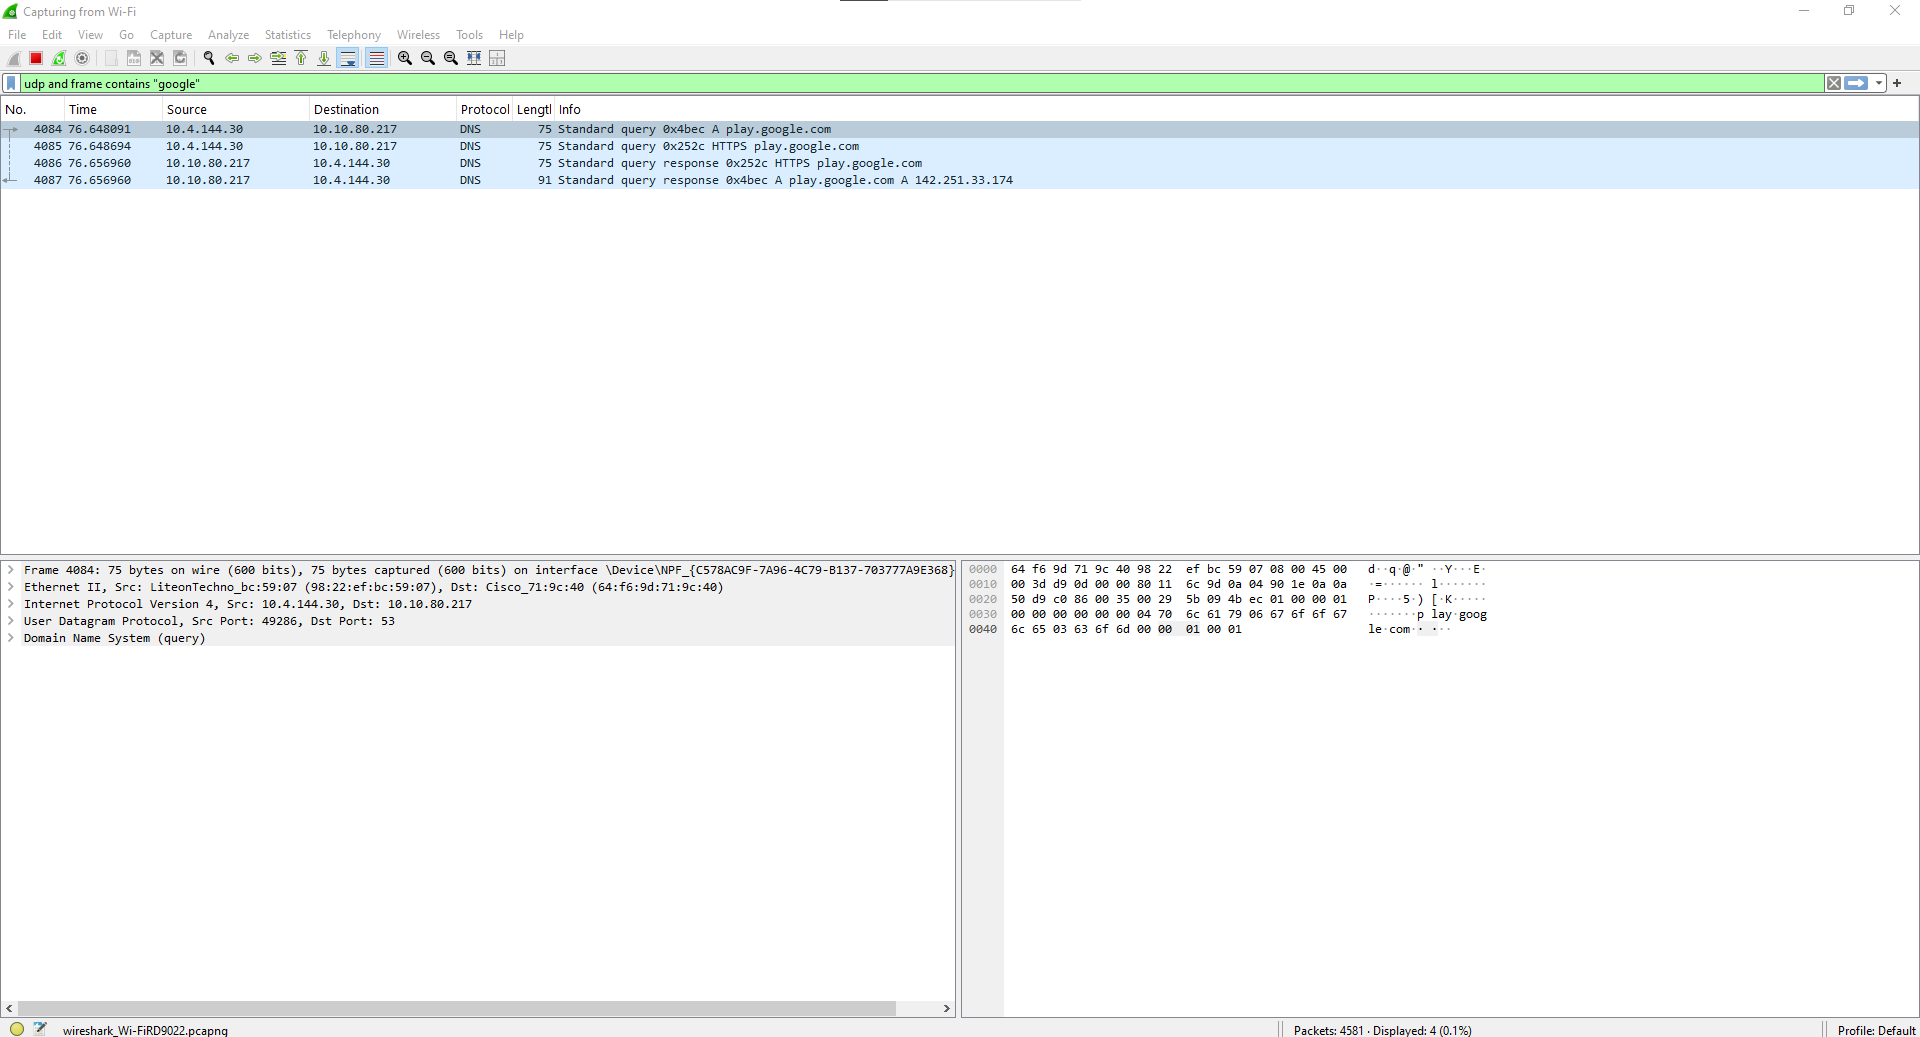 Capturing from Wi-Fi
File Edit View Go Capture Analyze Statistics Telephony Wireless Tools Help
udp and frame contains "google"
No. Time Source Destination Protocol Lengtl Info
4084 76.648091 10.4.144.30 10.10.80.217 DNS 75 Standard query 0x4bec A play.google.com
4085 76.648694 10.4.144.30 10.10.80.217 DNS 75 Standard query 0x252c HTTPS play.google.com
4086 76.656960 10.10.80.217 10.4.144.30 DNS 75 Standard query response 0x252c HTTPS play.google.com
4087 76.656960 10.10.80.217 10.4.144.30 DNS 91 Standard query response 0x4bec A play.google.com A 142.251.33.174
Frame 4084: 75 bytes on wire (600 bits), 75 bytes captured (600 bits) on interface \Device\NPF_{C578AC9F-7A96-4C79-B137-703777A9E368}
Ethernet II, Src: LiteonTechno_bc:59:07 (98:22:ef:bc:59:07), Dst: Cisco_71:9c:40 (64:f6:9d:71:9c:40)
Internet Protocol Version 4, Src: 10.4.144.30, Dst: 10.10.80.217
User Datagram Protocol, Src Port: 49286, Dst Port: 53
Domain Name System (query)
0000 64 f6 9d 71 9c 40 98 22 ef bc 59 07 08 00 45 00 d··q·@·" ··Y···E·
0010 00 3d d9 0d 00 00 80 11 6c 9d 0a 04 90 1e 0a 0a ·=······ l·······
0020 50 d9 c0 86 00 35 00 29 5b 09 4b ec 01 00 00 01 P····5·) [·K·····
0030 00 00 00 00 00 00 04 70 6c 61 79 06 67 6f 6f 67 ·······p lay·goog
0040 6c 65 03 63 6f 6d 00 00 01 00 01 le·com·· ···
wireshark_Wi-FiRD9022.pcapng
Packets: 4581 · Displayed: 4 (0.1%)
Profile: Default